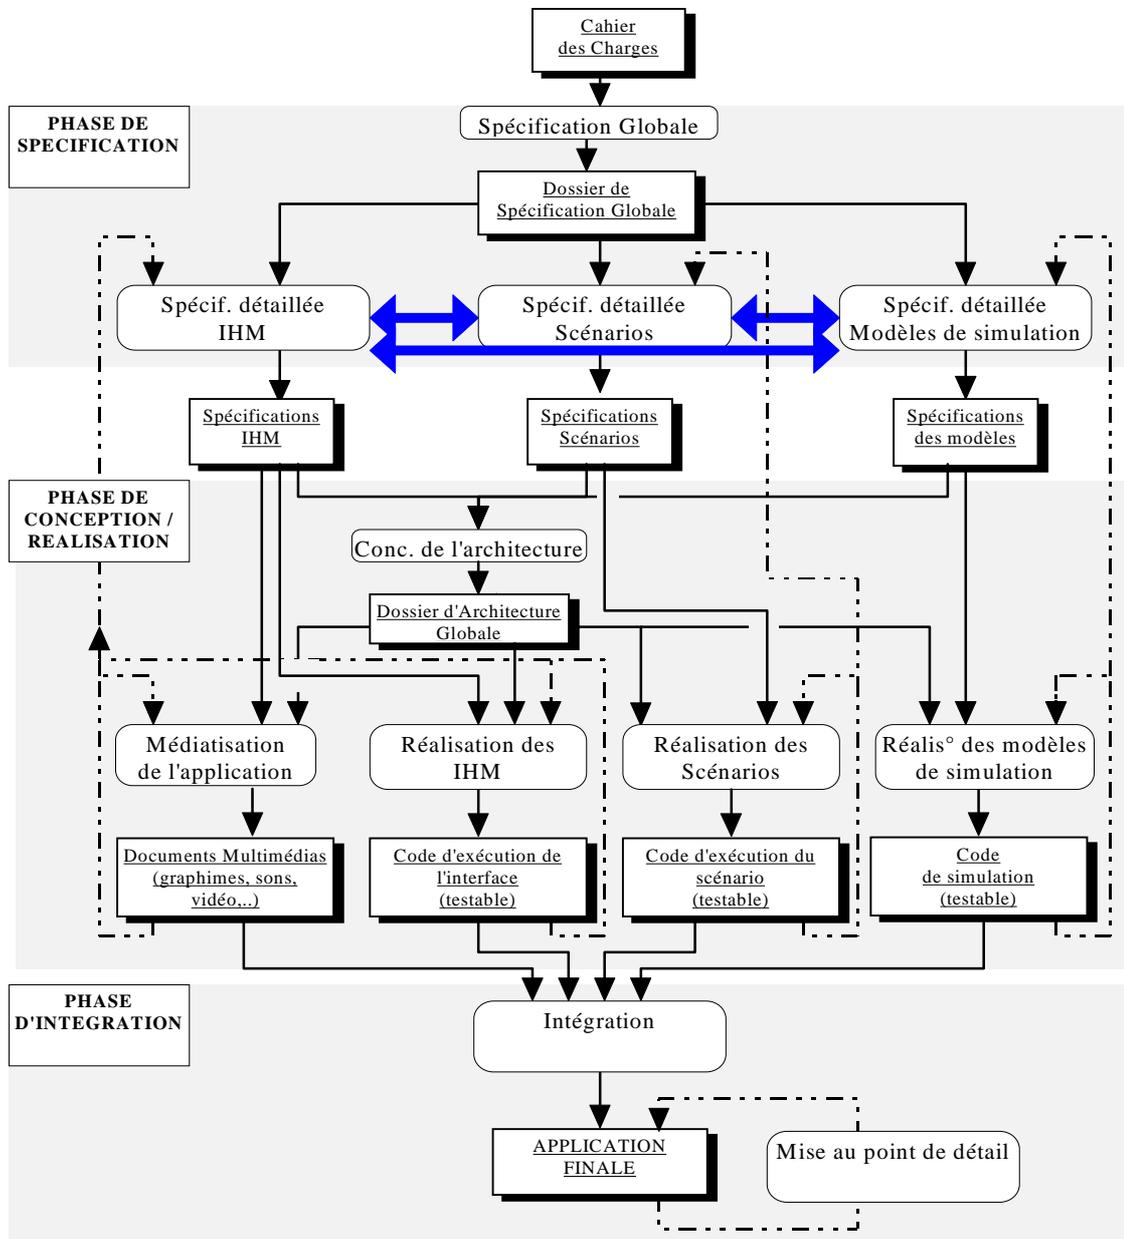 Cahier
des Charges
PHASE DE
SPECIFICATION
Spécification Globale
Dossier de
Spécification Globale
Spécif. détaillée
IHM
Spécif. détaillée
Scénarios
Spécif. détaillée
Modèles de simulation
Spécifications
IHM
Spécifications
Scénarios
Spécifications
des modèles
PHASE DE
CONCEPTION /
REALISATION
Conc. de l'architecture
Dossier d'Architecture
Globale
Médiatisation
de l'application
Réalisation des
IHM
Réalisation des
Scénarios
Réalis° des modèles
de simulation
Documents Multimédias
(graphimes, sons,
vidéo,..)
Code d'exécution de
l'interface
(testable)
Code d'exécution du
scénario
(testable)
Code
de simulation
(testable)
PHASE
D'INTEGRATION
Intégration
APPLICATION
FINALE
Mise au point de détail